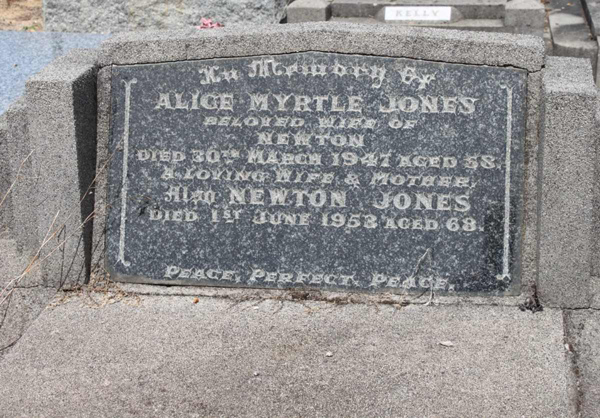 KELLY
In Memory Of
ALICE MYRTLE JONES
BELOVED WIFE OF
NEWTON
DIED 30TH MARCH 1947 AGED 58.
A LOVING WIFE & MOTHER,
ALSO NEWTON JONES
DIED 1ST JUNE 1953 AGED 68.
PEACE, PERFECT PEACE.